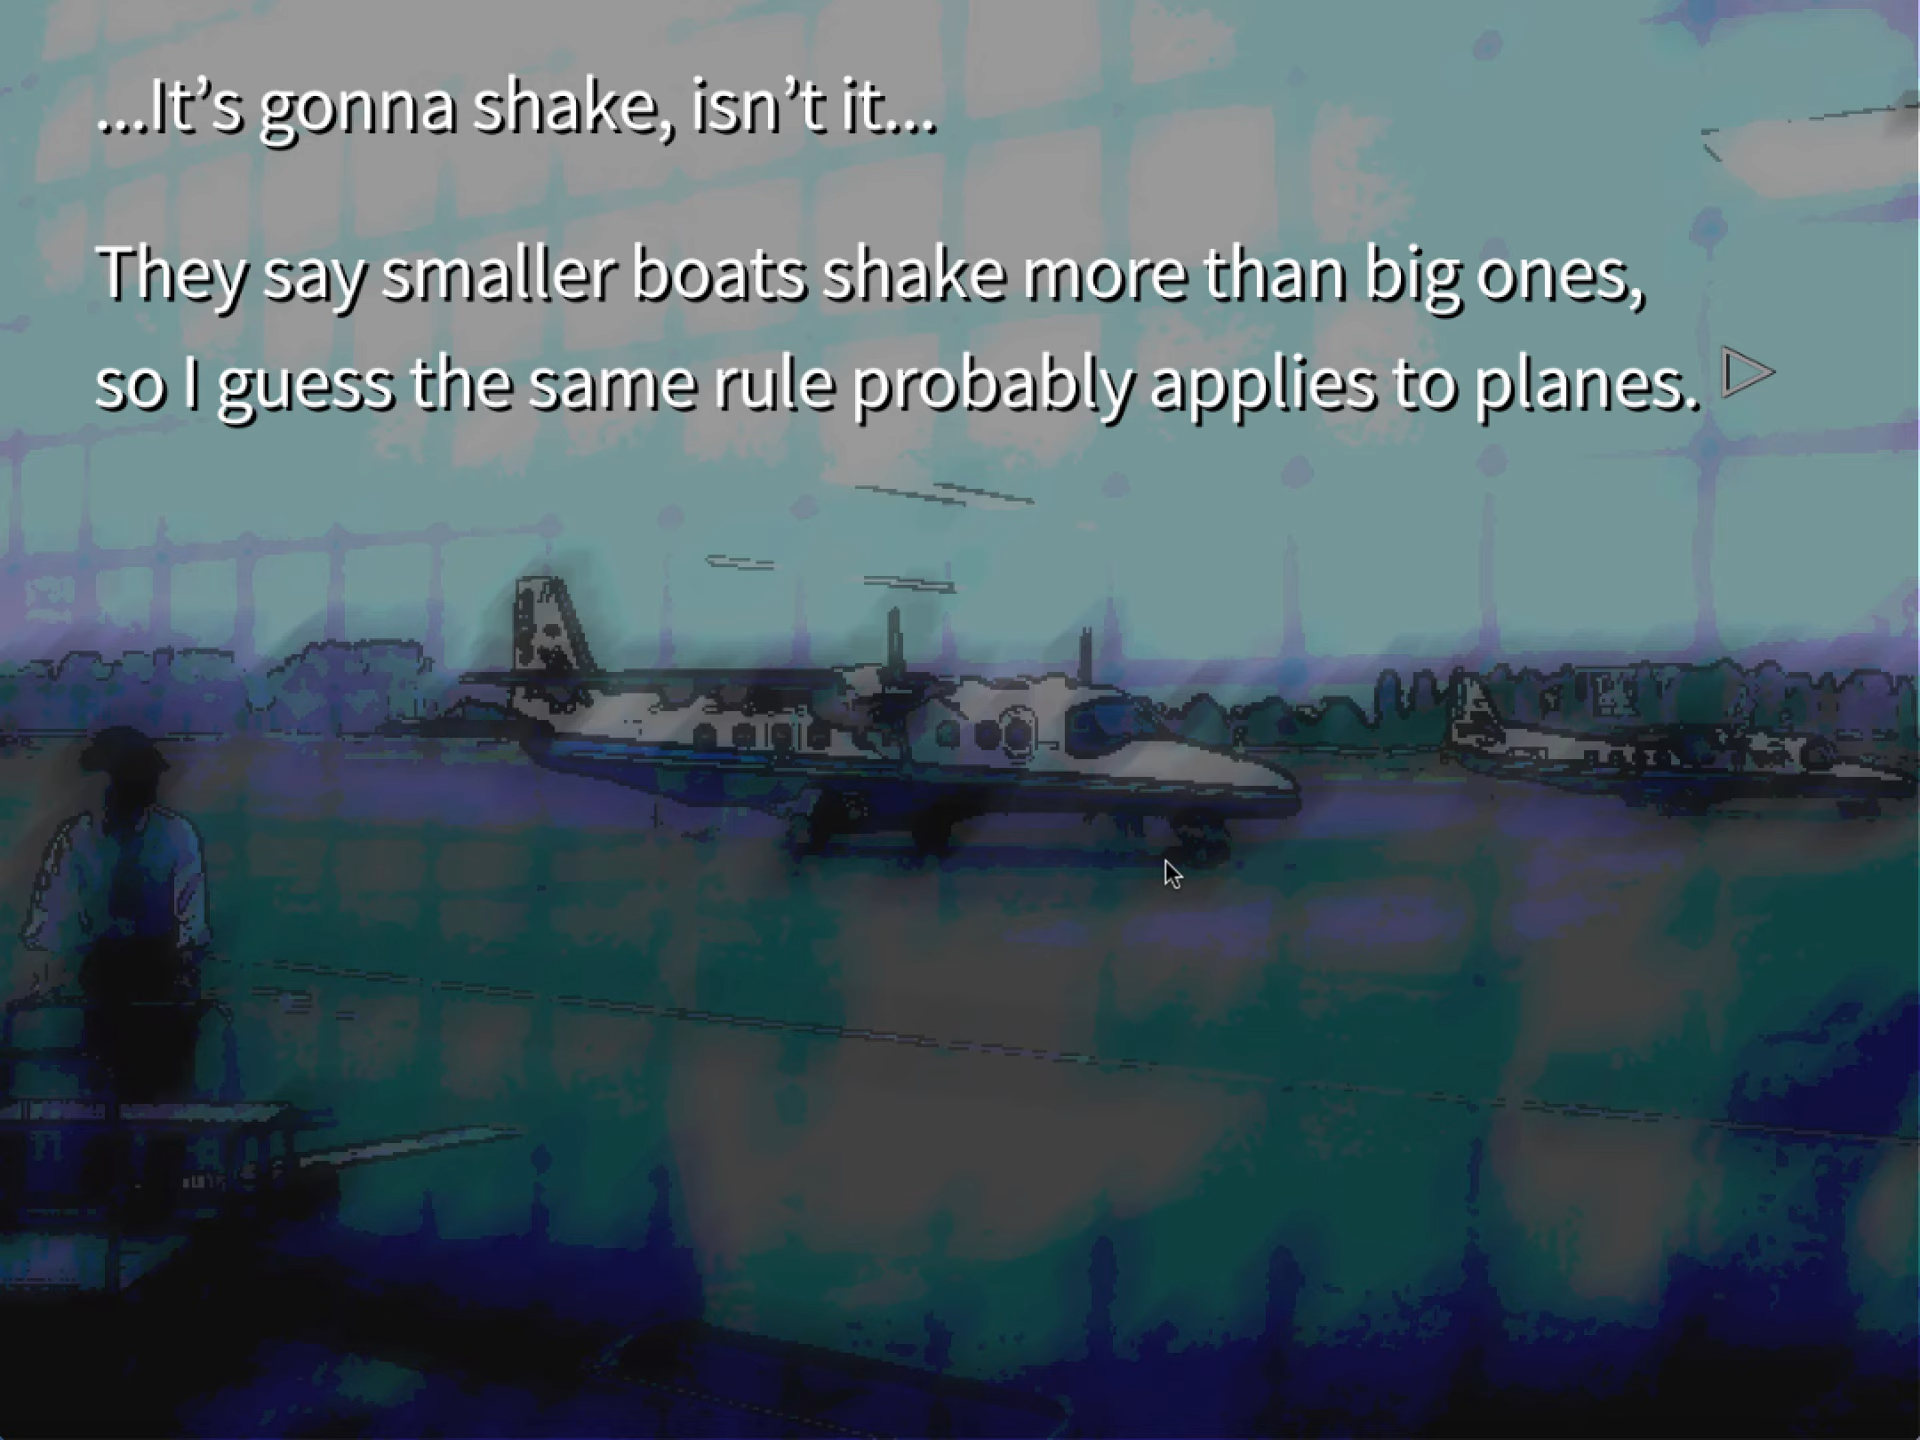 ...It’s gonna shake, isn’t it...
They say smaller boats shake more than big ones,
so I guess the same rule probably applies to planes.